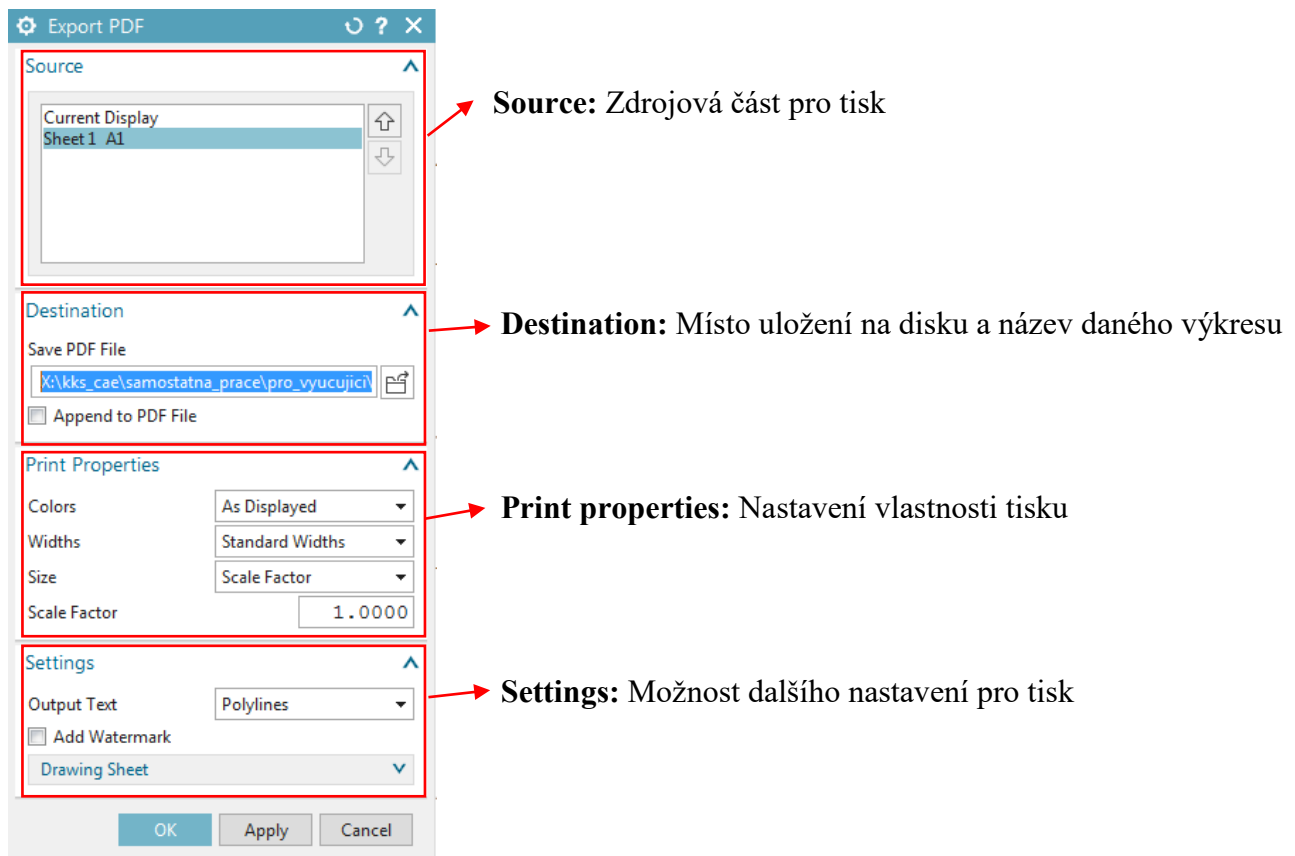 Export PDF
Source
Current Display
Sheet 1 A1
Source: Zdrojová část pro tisk
Destination
Save PDF File
X:\kks_cae\samostatna_prace\pro_vyucujici\
Append to PDF File
Destination: Místo uložení na disku a název daného výkresu
Print Properties
Colors As Displayed
Widths Standard Widths
Size Scale Factor
Scale Factor 1.0000
Print properties: Nastavení vlastnosti tisku
Settings
Output Text Polylines
Add Watermark
Drawing Sheet
Settings: Možnost dalšího nastavení pro tisk
OK Apply Cancel